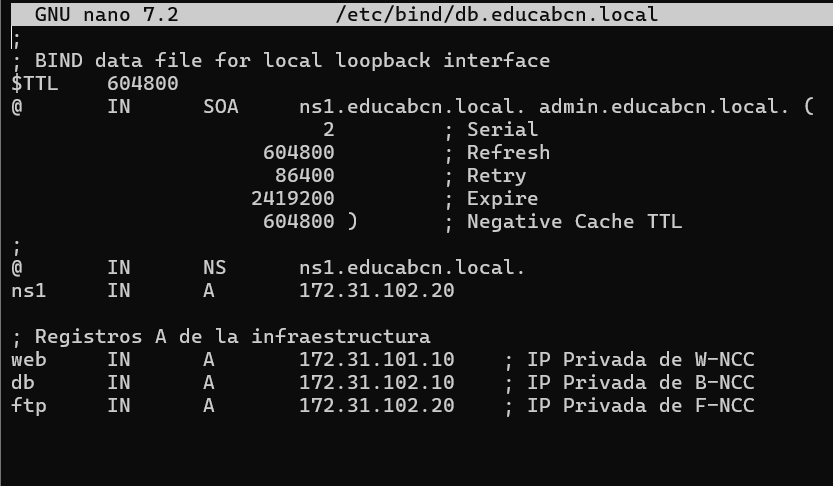 GNU nano 7.2 /etc/bind/db.educabcn.local
;
; BIND data file for local loopback interface
$TTL 604800
@ IN SOA ns1.educabcn.local. admin.educabcn.local. (
2 ; Serial
604800 ; Refresh
86400 ; Retry
2419200 ; Expire
604800 ) ; Negative Cache TTL
;
@ IN NS ns1.educabcn.local.
ns1 IN A 172.31.102.20
; Registros A de la infraestructura
web IN A 172.31.101.10 ; IP Privada de W-NCC
db IN A 172.31.102.10 ; IP Privada de B-NCC
ftp IN A 172.31.102.20 ; IP Privada de F-NCC